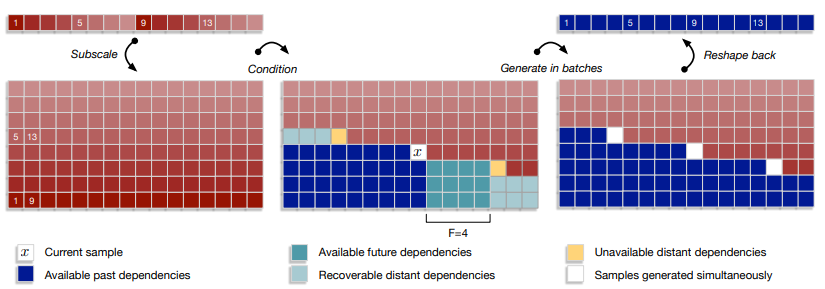 1 5 9 13
1 5 9 13
Subscale
Condition
Generate in batches
Reshape back
5 13
x
1 9
F=4
x Current sample
Available future dependencies
Unavailable distant dependencies
Available past dependencies
Recoverable distant dependencies
Samples generated simultaneously